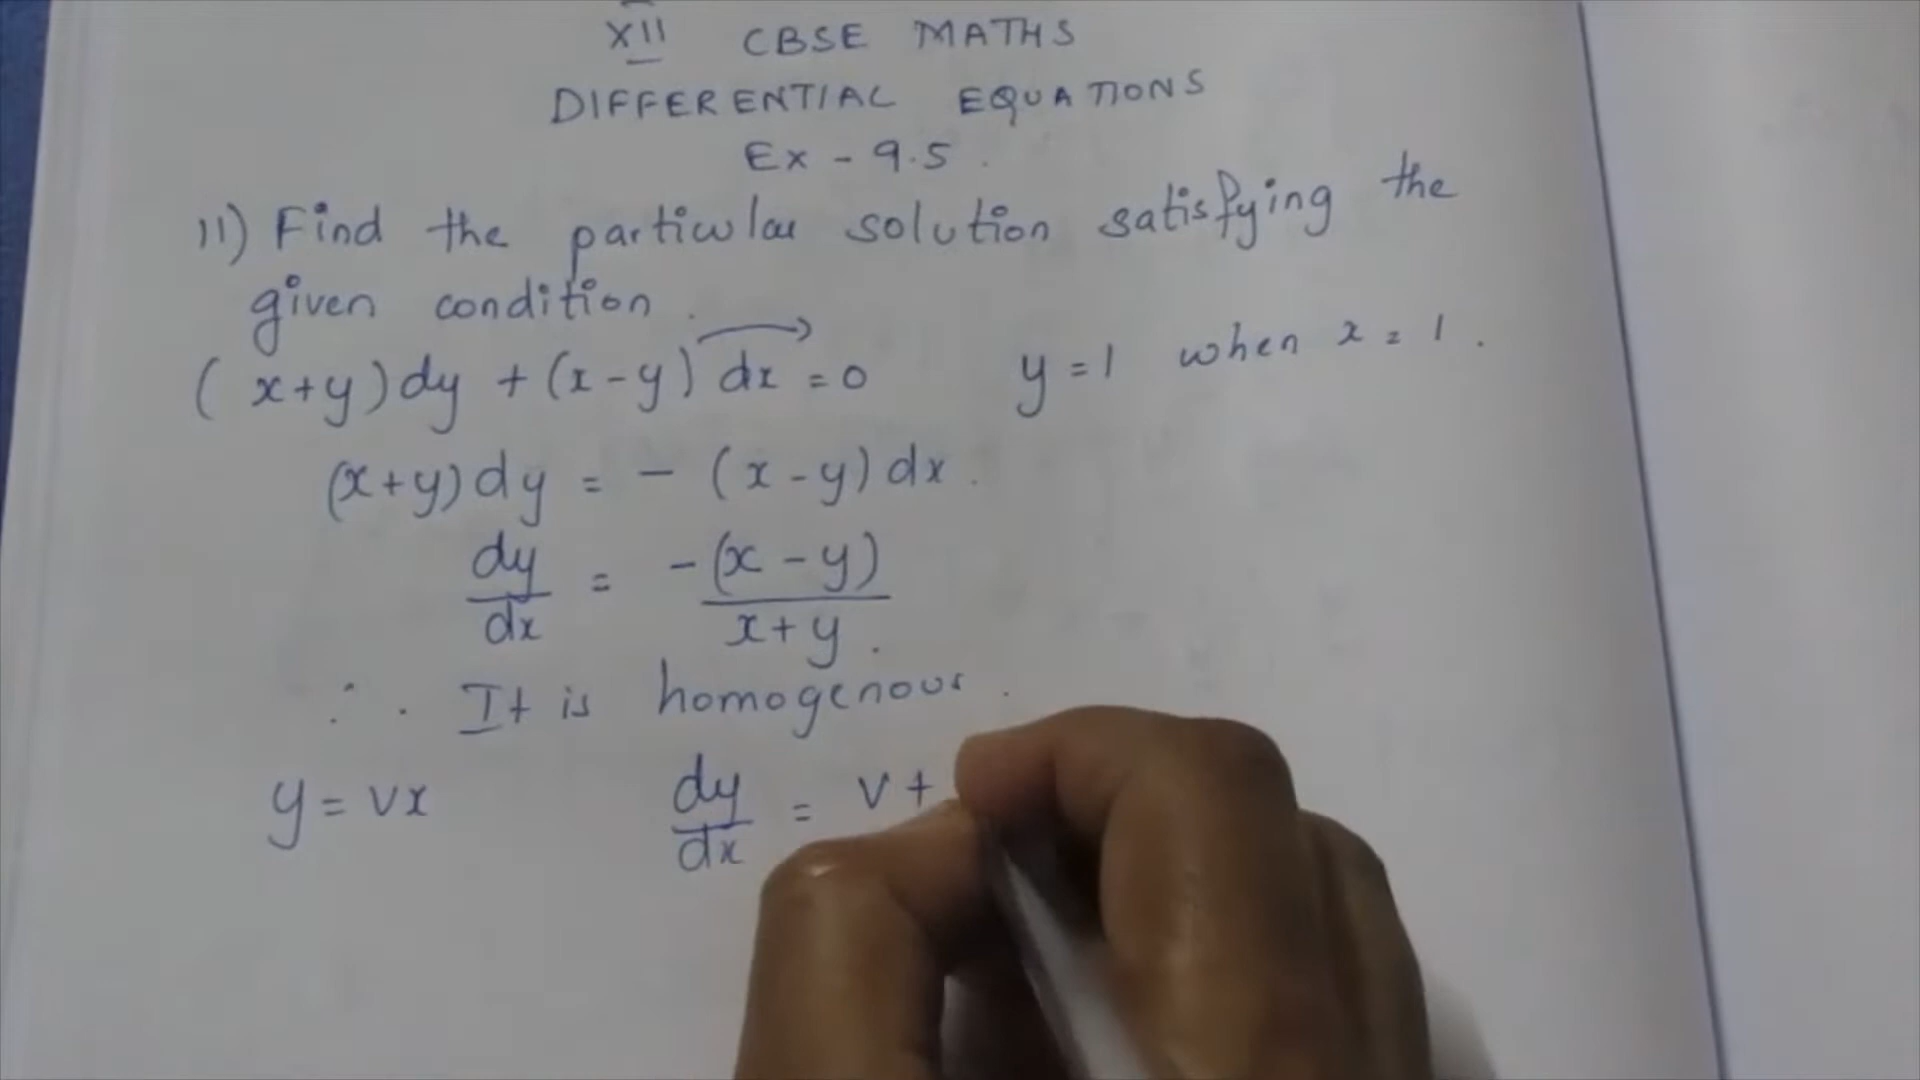 XII CBSE MATHS
DIFFERENTIAL EQUATIONS
Ex - 9.5.
11) Find the particular solution satisfying the
given condition.
(x+y)dy + (x-y) dx = 0 y = 1 when x = 1.
(x+y)dy = - (x-y)dx.
dy/dx = -(x-y)/x+y.
∴ It is homogenous.
y = vx dy/dx = v +